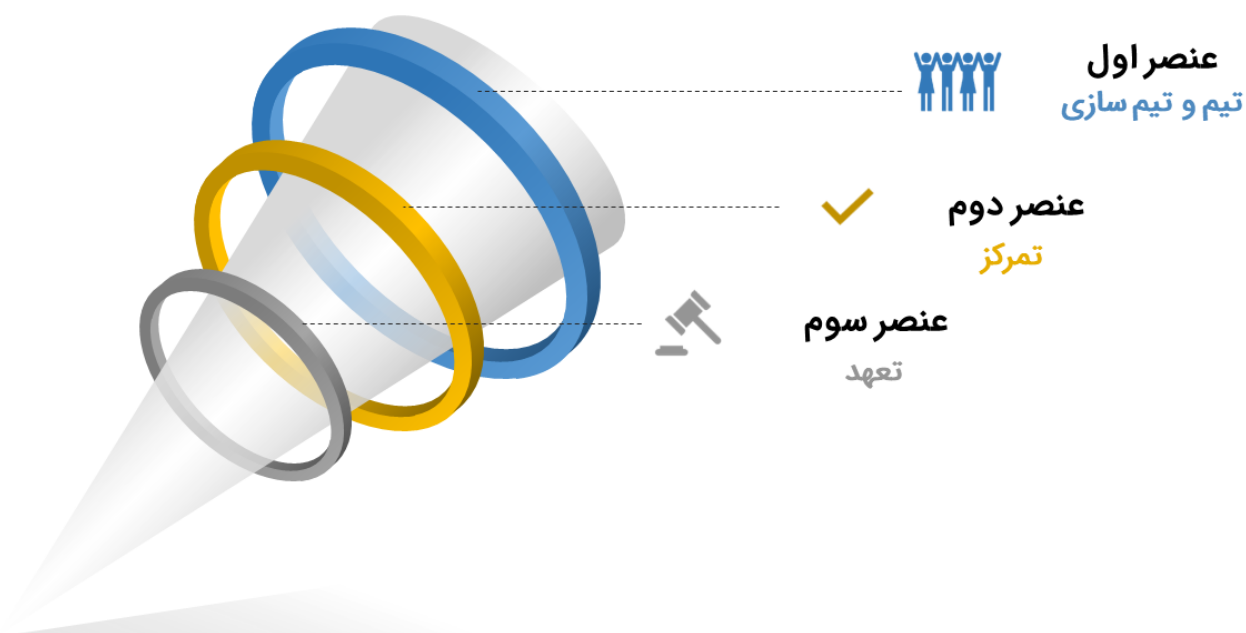 عنصر اول
تیم و تیم سازی
عنصر دوم
تمرکز
عنصر سوم
تعهد